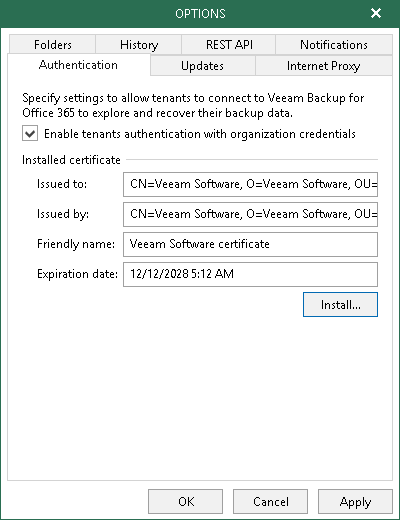 OPTIONS
Folders
History
REST API
Notifications
Authentication
Updates
Internet Proxy
Specify settings to allow tenants to connect to Veeam Backup for
Office 365 to explore and recover their backup data.
Enable tenants authentication with organization credentials
Installed certificate
Issued to: CN=Veeam Software, O=Veeam Software, OU=
Issued by: CN=Veeam Software, O=Veeam Software, OU=
Friendly name: Veeam Software certificate
Expiration date: 12/12/2028 5:12 AM
Install...
OK
Cancel
Apply